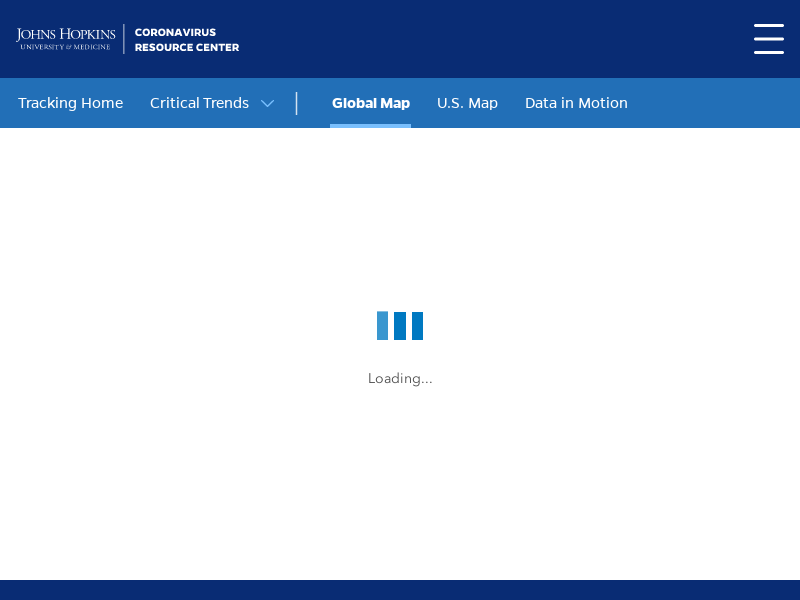 JOHNS HOPKINS
UNIVERSITY & MEDICINE
CORONAVIRUS
RESOURCE CENTER
Tracking Home
Critical Trends
Global Map
U.S. Map
Data in Motion
Loading...